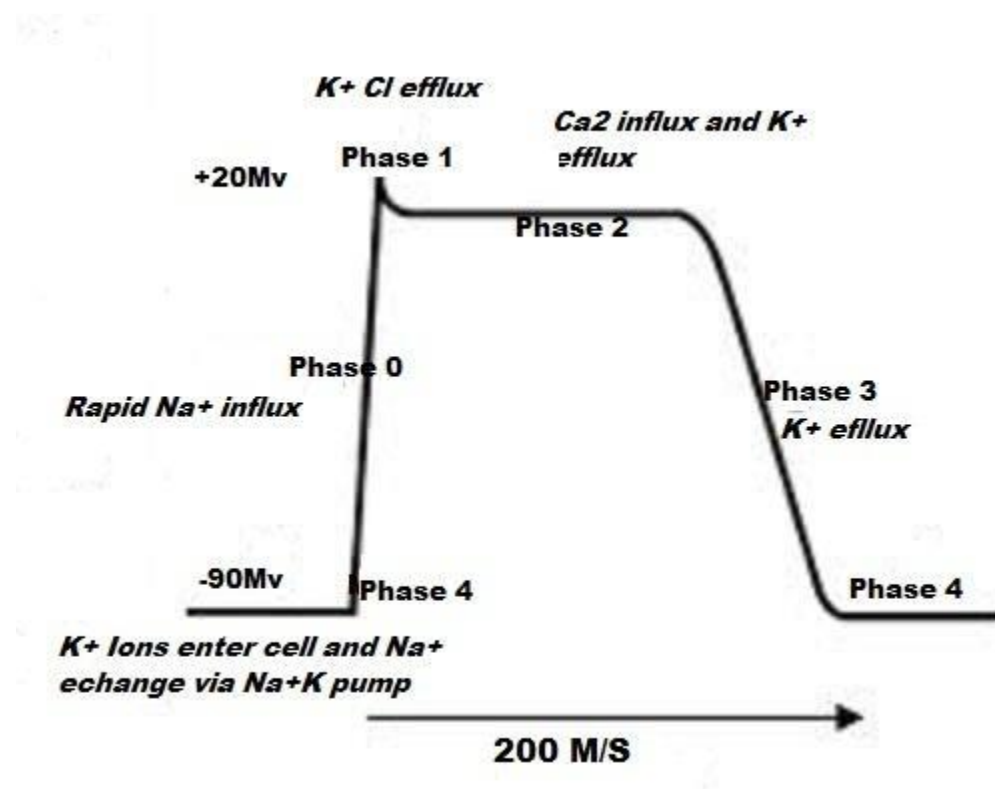 K+ Cl efflux
Ca2 influx and K+
efflux
Phase 1
+20Mv
Phase 2
Phase 0
Rapid Na+ influx
Phase 3
K+ efllux
-90Mv
Phase 4
Phase 4
K+ Ions enter cell and Na+
echange via Na+K pump
200 M/S